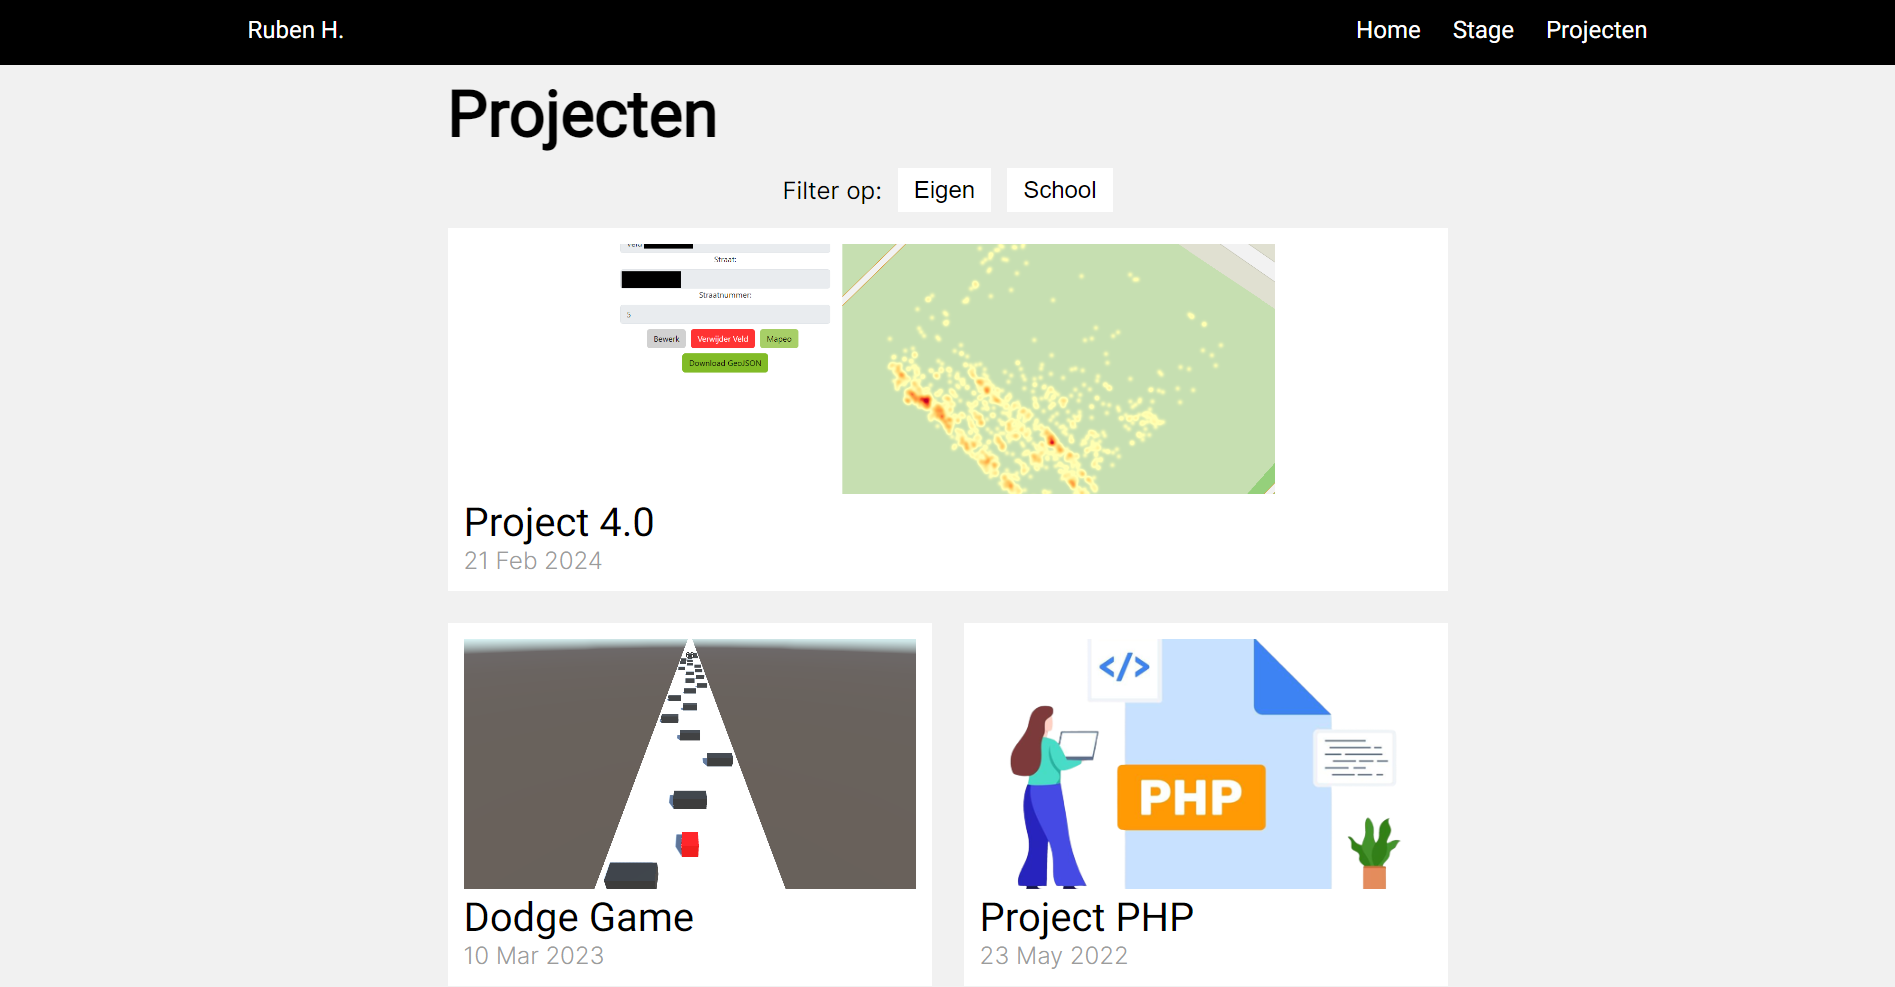 Ruben H.
Home Stage Projecten
Projecten
Filter op: Eigen School
Straat:
Straatnummer:
5
Bewerk Verwijder Veld Mapeo
Download GeoJSON
Project 4.0
21 Feb 2024
</>
PHP
Dodge Game
10 Mar 2023
Project PHP
23 May 2022